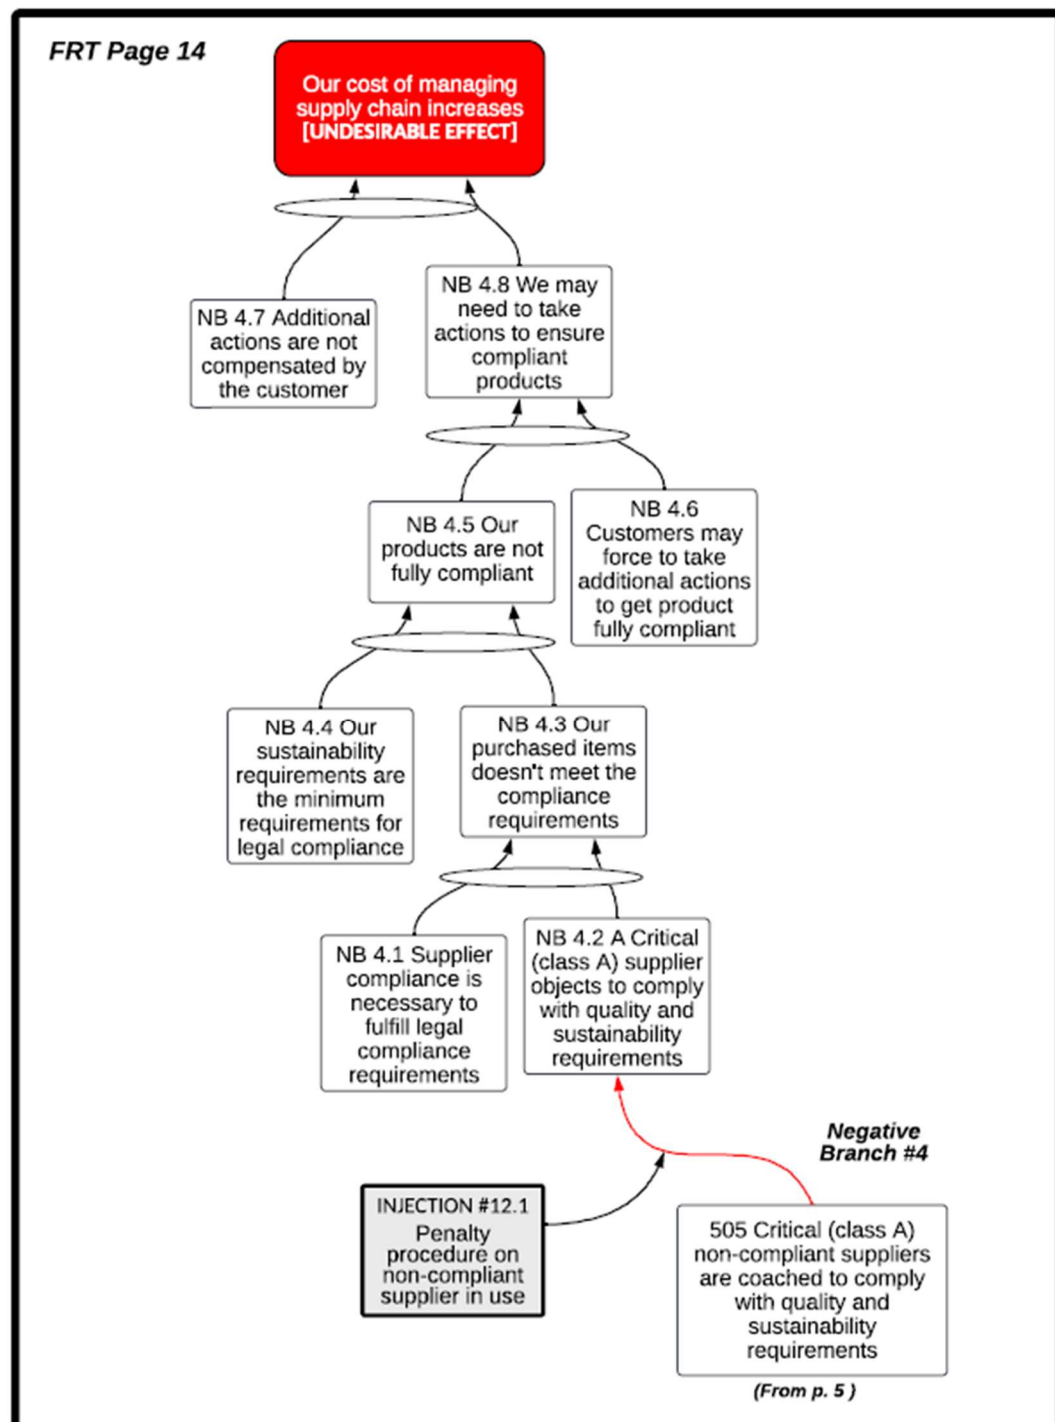 FRT Page 14
Our cost of managing
supply chain increases
[UNDESIRABLE EFFECT]
NB 4.8 We may
need to take
actions to ensure
compliant
products
NB 4.7 Additional
actions are not
compensated by
the customer
NB 4.5 Our
products are not
fully compliant
NB 4.6
Customers may
force to take
additional actions
to get product
fully compliant
NB 4.4 Our
sustainability
requirements are
the minimum
requirements for
legal compliance
NB 4.3 Our
purchased items
doesn't meet the
compliance
requirements
NB 4.1 Supplier
compliance is
necessary to
fulfill legal
compliance
requirements
NB 4.2 A Critical
(class A) supplier
objects to comply
with quality and
sustainability
requirements
Negative
Branch #4
INJECTION #12.1
Penalty
procedure on
non-compliant
supplier in use
505 Critical (class A)
non-compliant suppliers
are coached to comply
with quality and
sustainability
requirements
(From p. 5 )